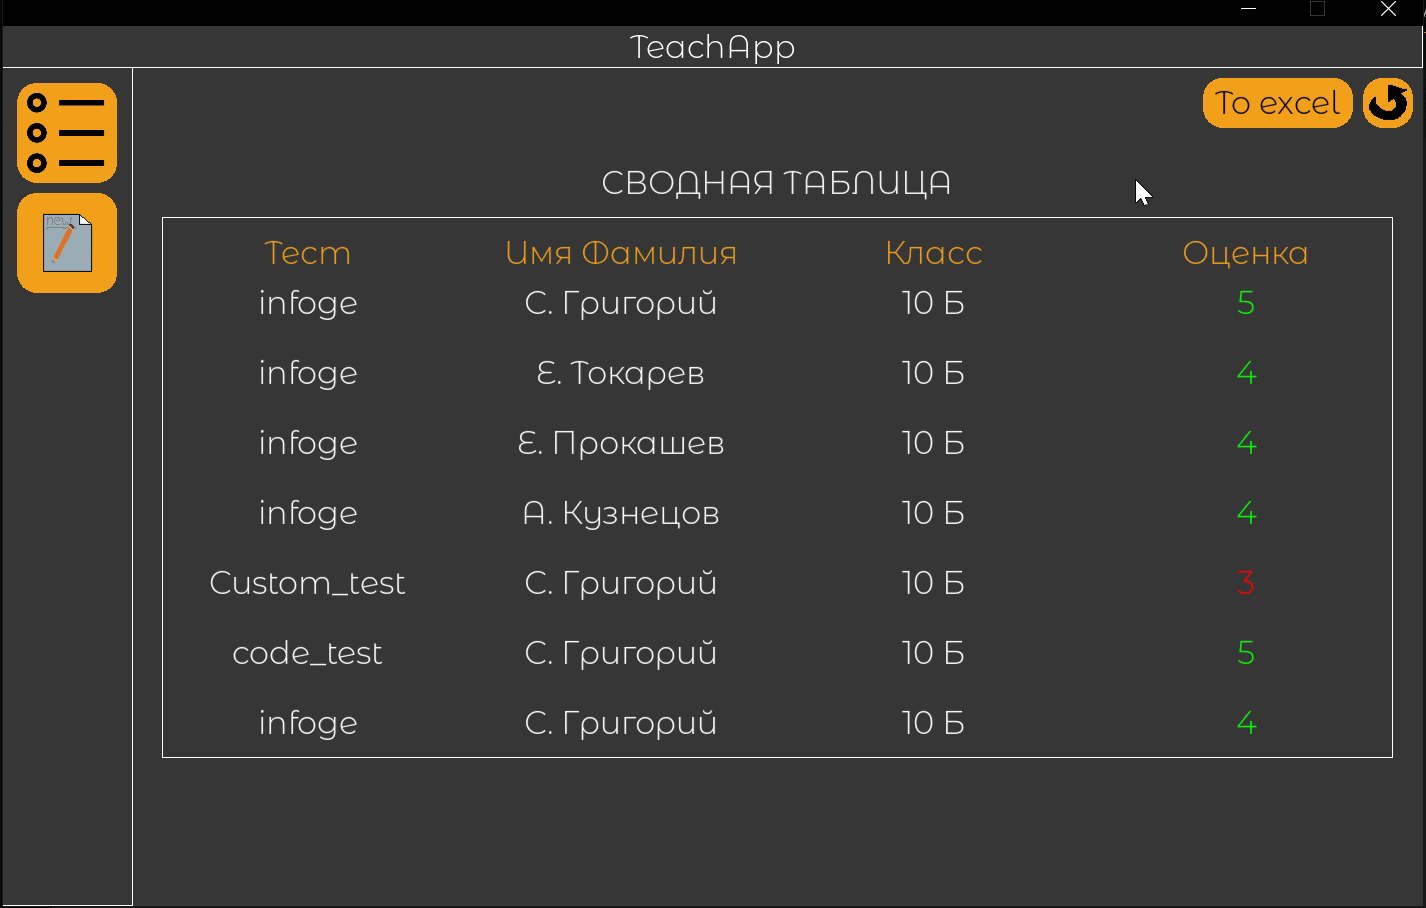 TeachApp
To excel
new
СВОДНАЯ ТАБЛИЦА
Тест Имя Фамилия Класс Оценка
infoge С. Григорий 10 Б 5
infoge Е. Токарев 10 Б 4
infoge Е. Прокашев 10 Б 4
infoge А. Кузнецов 10 Б 4
Custom_test С. Григорий 10 Б 3
code_test С. Григорий 10 Б 5
infoge С. Григорий 10 Б 4